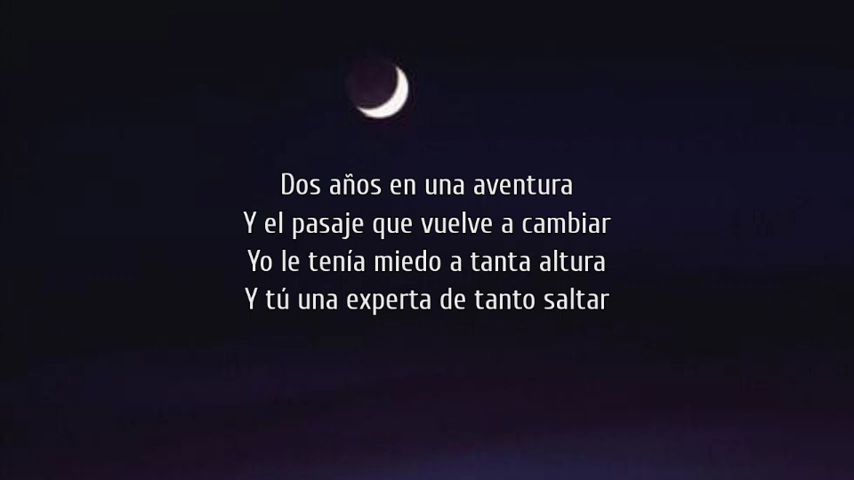 Dos años en una aventura
Y el pasaje que vuelve a cambiar
Yo le tenía miedo a tanta altura
Y tú una experta de tanto saltar